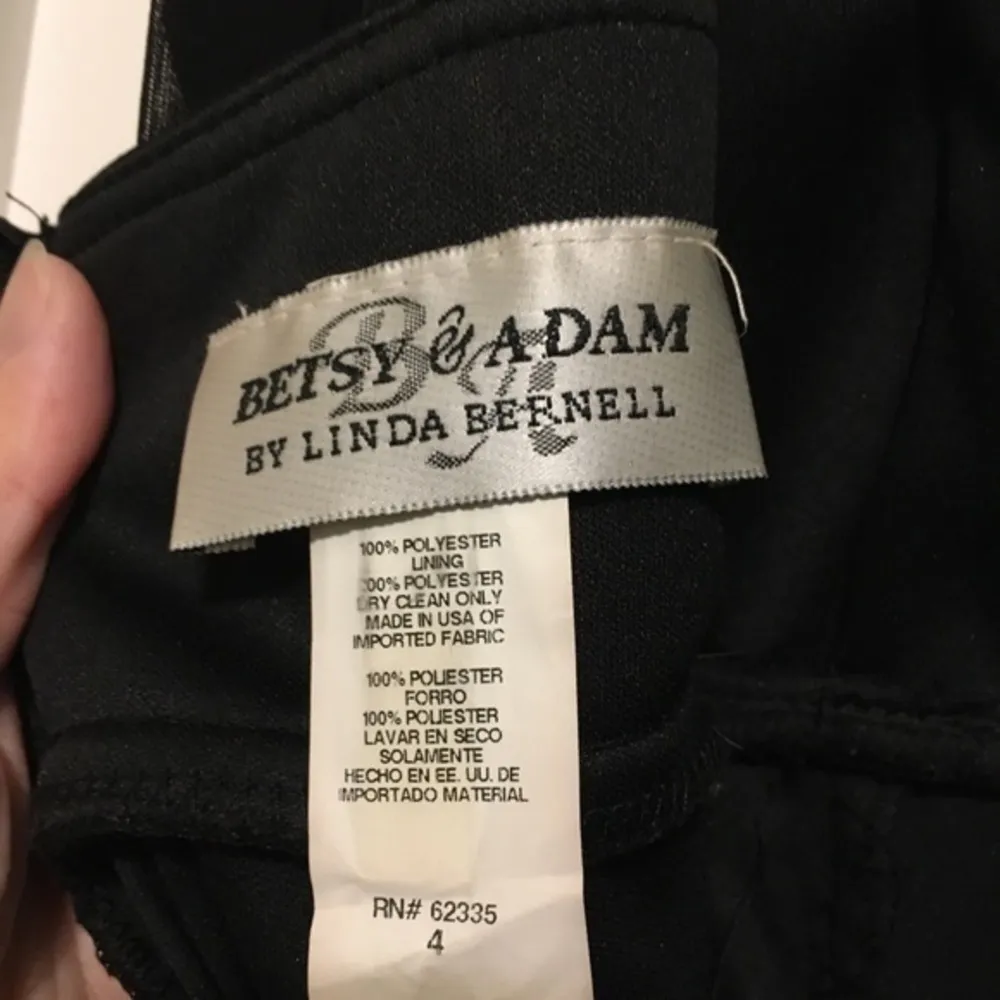 BETSY & ADAM
BY LINDA BERNELL
100% POLYESTER
LINING
100% POLYESTER
DRY CLEAN ONLY
MADE IN USA OF
IMPORTED FABRIC
100% POLIESTER
FORRO
100% POLIESTER
LAVAR EN SECO
SOLAMENTE
HECHO EN EE. UU. DE
IMPORTADO MATERIAL
RN# 62335
4